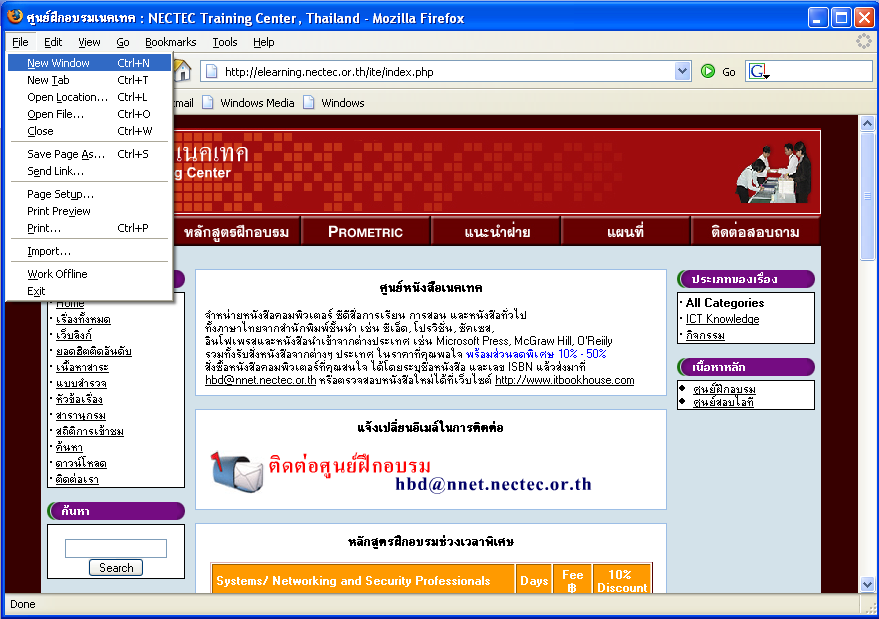 ศูนย์ฝึกอบรมเนคเทค : NECTEC Training Center, Thailand - Mozilla Firefox
File Edit View Go Bookmarks Tools Help
New Window Ctrl+N
New Tab Ctrl+T
Open Location... Ctrl+L
Open File... Ctrl+O
Close Ctrl+W
Save Page As... Ctrl+S
Send Link...
Page Setup...
Print Preview
Print... Ctrl+P
Import...
Work Offline
Exit
http://elearning.nectec.or.th/ite/index.php
Go
G
mail Windows Media Windows
เนคเทค
g Center
หลักสูตรฝึกอบรม PROMETRIC แนะนำฝ่าย แผนที่ ติดต่อสอบถาม
Home
เรื่องทั้งหมด
เว็บลิงก์
ยอดฮิตติดอันดับ
เนื้อหาสาระ
แบบสำรวจ
หัวข้อเรื่อง
สารานุกรม
สถิติการเข้าชม
ค้นหา
ดาวน์โหลด
ติดต่อเรา
ค้นหา
Search
ศูนย์หนังสือเนคเทค
จำหน่ายหนังสือคอมพิวเตอร์ ซีดีสื่อการเรียน การสอน และหนังสือทั่วไป
ทั้งภาษาไทยจากสำนักพิมพ์ชั้นนำ เช่น ซีเอ็ด, โปรวิชั่น, ซัคเซส,
อินโฟเพรสและหนังสือนำเข้าจากต่างประเทศ เช่น Microsoft Press, McGraw Hill, O'Reiily
รวมทั้งรับสั่งหนังสือจากต่างๆ ประเทศ ในราคาที่คุณพอใจ พร้อมส่วนลดพิเศษ 10% - 50%
สั่งซื้อหนังสือคอมพิวเตอร์ที่คุณสนใจ ได้โดยระบุชื่อหนังสือ และเลข ISBN แล้วส่งมาที่
hbd@nnet.nectec.or.th หรือตรวจสอบหนังสือใหม่ได้ที่เว็บไซต์ http://www.itbookhouse.com
แจ้งเปลี่ยนอีเมล์ในการติดต่อ
ติดต่อศูนย์ฝึกอบรม
hbd@nnet.nectec.or.th
หลักสูตรฝึกอบรมช่วงเวลาพิเศษ
Systems/ Networking and Security Professionals Days Fee ฿ 10% Discount
ประเภทของเรื่อง
All Categories
ICT Knowledge
กิจกรรม
เนื้อหาหลัก
ศูนย์ฝึกอบรม
ศูนย์สอบไอที
Done